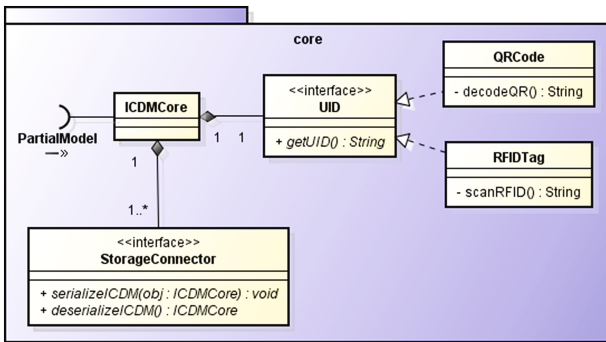 core
QRCode
- decodeQR() : String
<<interface>>
UID
+ getUID() : String
ICDMCore
PartialModel
—>>
1
1
RFIDTag
- scanRFID() : String
1
1..*
<<interface>>
StorageConnector
+ serializeICDM(obj : ICDMCore) : void
+ deserializeICDM() : ICDMCore